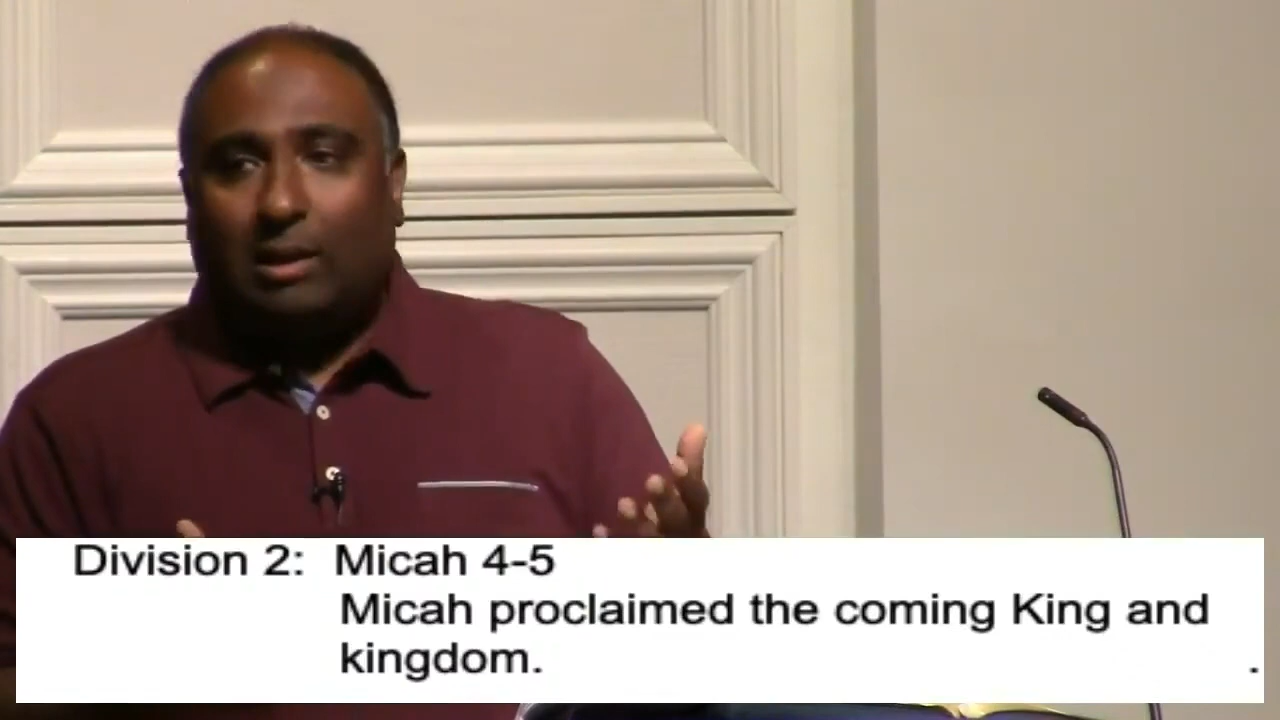 Division 2: Micah 4-5
Micah proclaimed the coming King and
kingdom. .